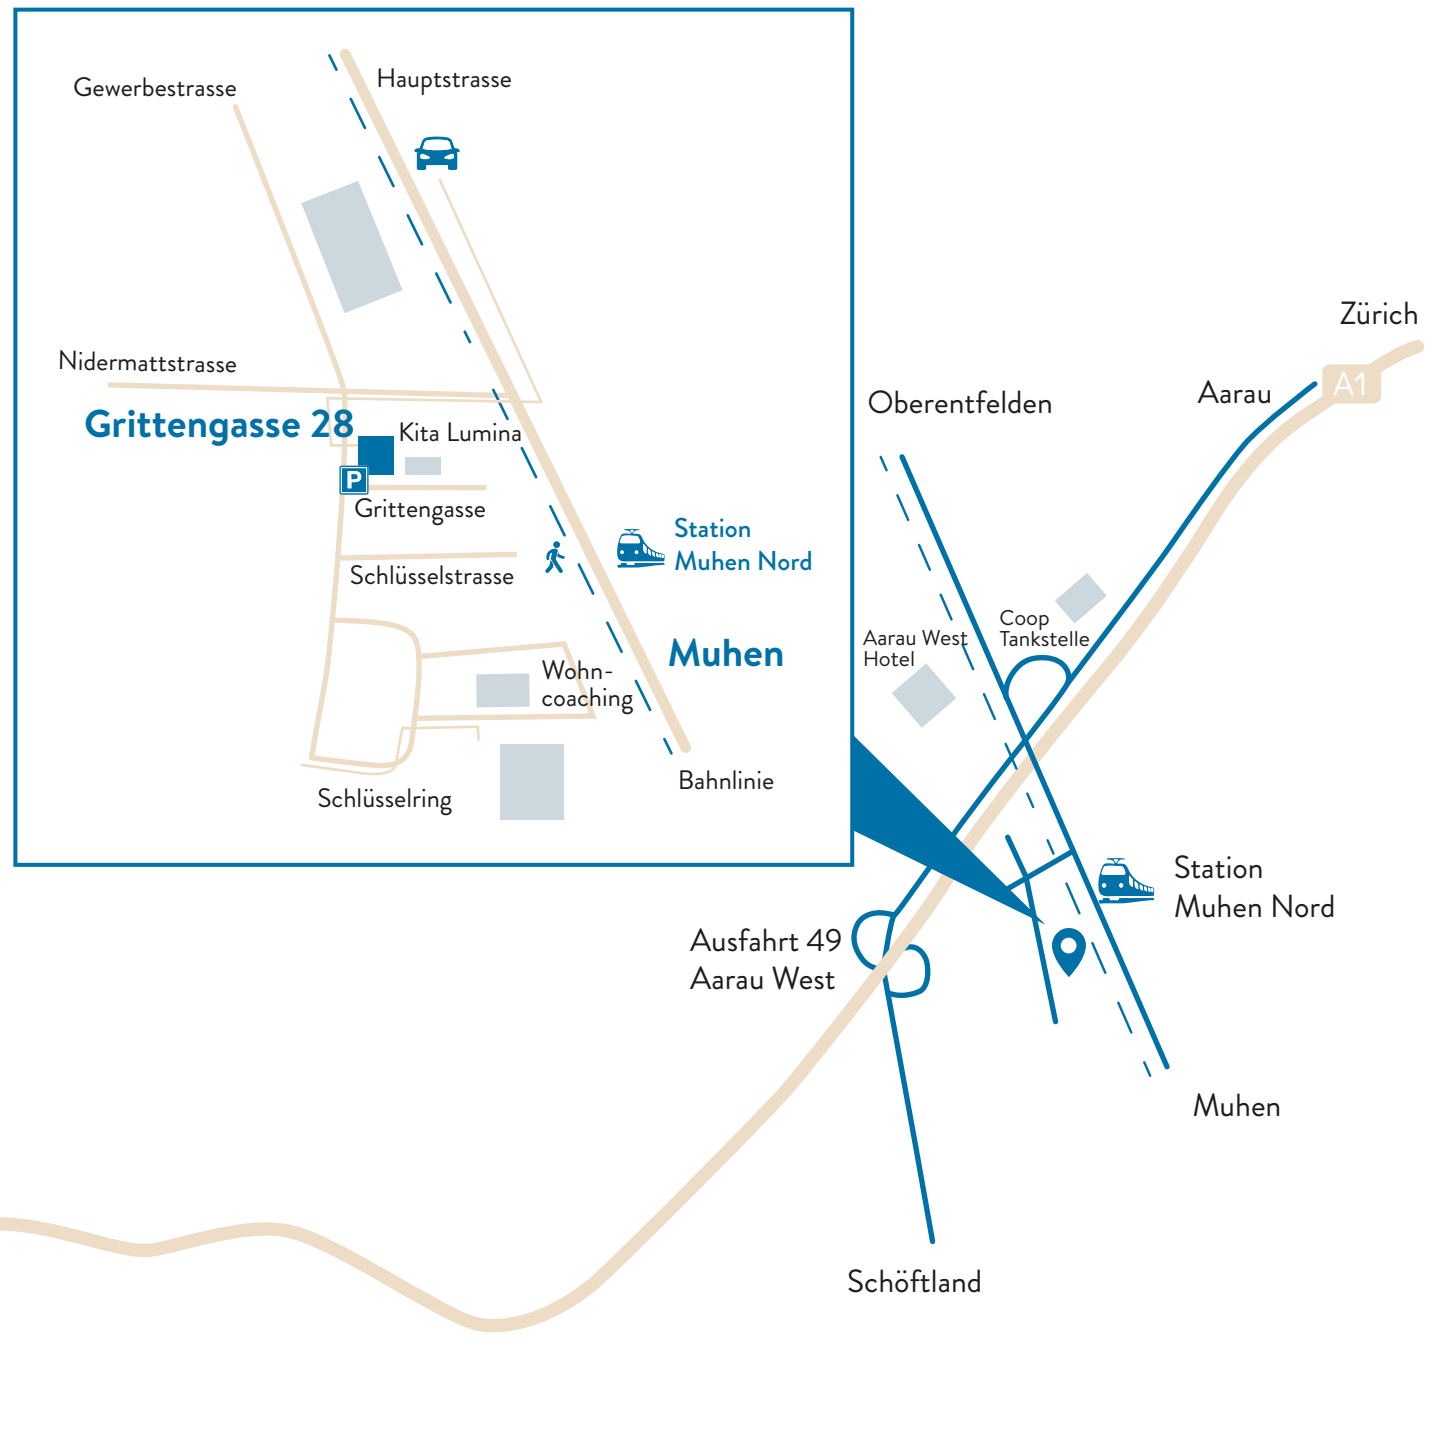 Hauptstrasse
Gewerbestrasse
Nidermattstrasse
Grittengasse 28
Kita Lumina
P
Grittengasse
Station
Muhen Nord
Schlüsselstrasse
Muhen
Wohn-
coaching
Bahnlinie
Schlüsselring
Zürich
A1
Aarau
Oberentfelden
Coop
Tankstelle
Aarau West
Hotel
Station
Muhen Nord
Ausfahrt 49
Aarau West
Muhen
Schöftland